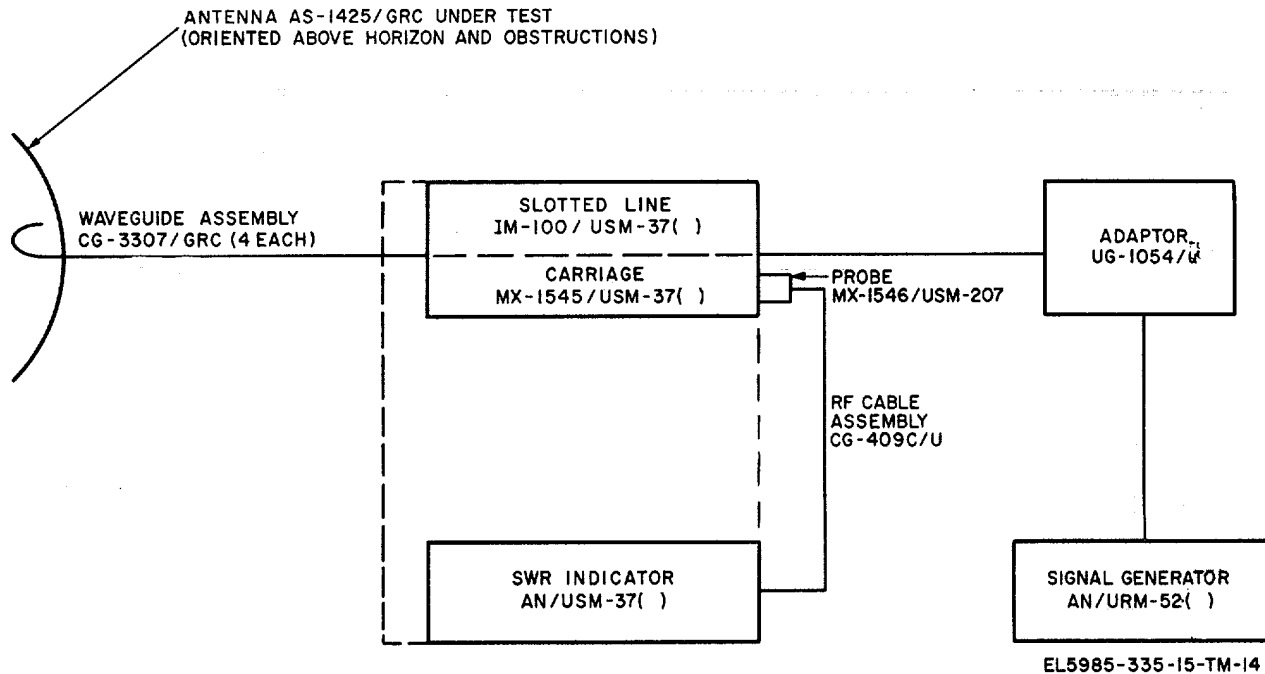 ANTENNA AS-1425/GRC UNDER TEST
(ORIENTED ABOVE HORIZON AND OBSTRUCTIONS)
WAVEGUIDE ASSEMBLY
CG-3307/GRC (4 EACH)
SLOTTED LINE
IM-100/USM-37( )
CARRIAGE
MX-1545/USM-37( )
PROBE
MX-1546/USM-207
ADAPTOR
UG-1054/U
RF CABLE
ASSEMBLY
CG-409C/U
SWR INDICATOR
AN/USM-37( )
SIGNAL GENERATOR
AN/URM-52( )
EL5985-335-15-TM-14